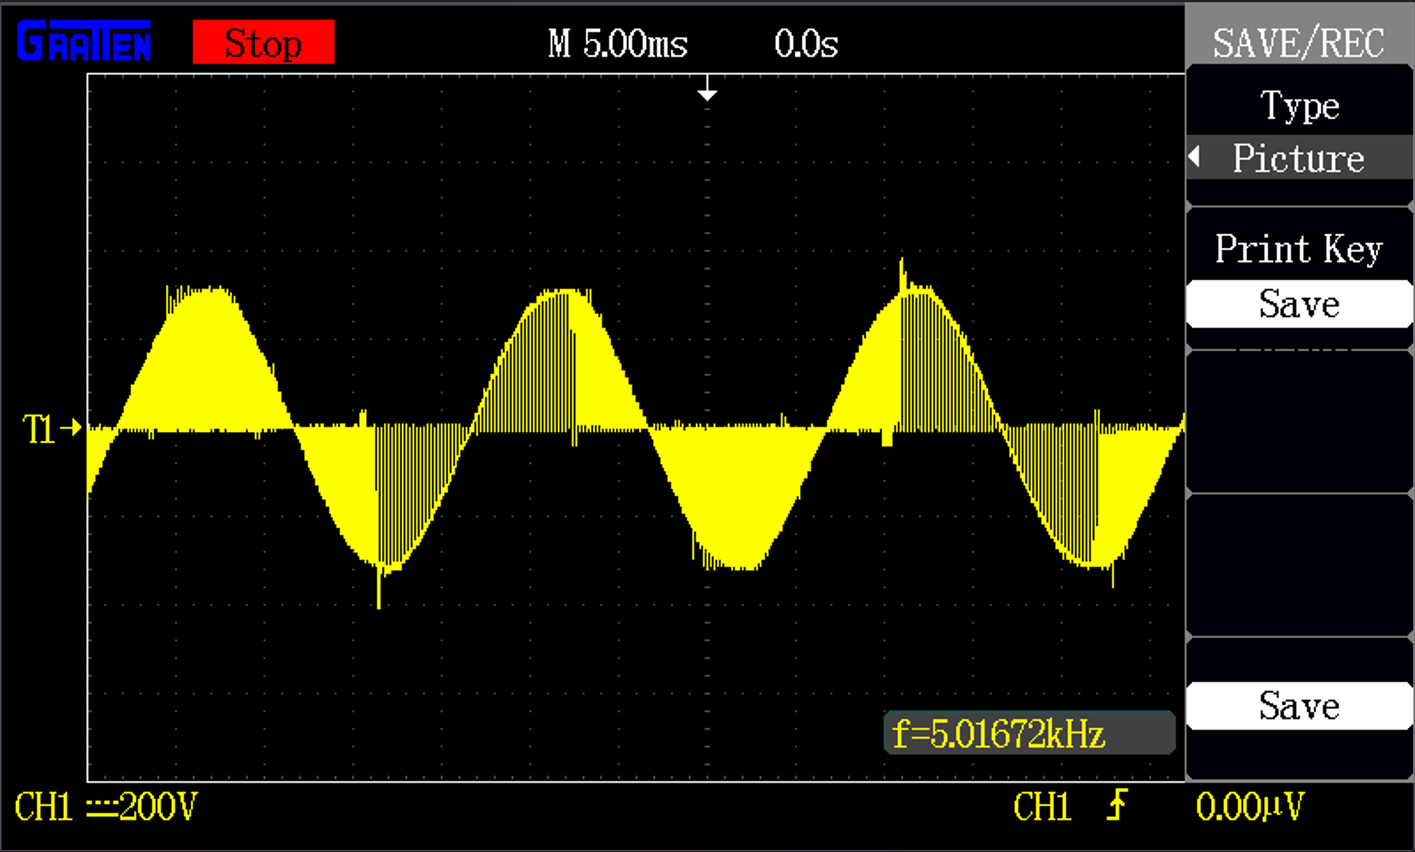 GRATTEN Stop M 5.00ms 0.0s SAVE/REC
Type
Picture
Print Key
Save
T1
Save
f=5.01672kHz
CH1 200V CH1 0.00µV